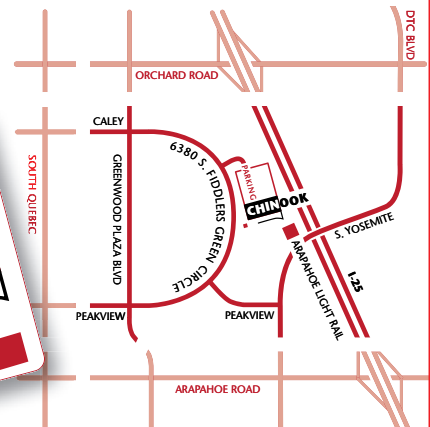 DTC BLVD
ORCHARD ROAD
CALEY
6380 S. FIDDLERS GREEN CIRCLE
SOUTH QUEBEC
GREENWOOD PLAZA BLVD
PARKING
CHINOOK
S. YOSEMITE
ARAPAHOE LIGHT RAIL
I-25
PEAKVIEW
PEAKVIEW
ARAPAHOE ROAD